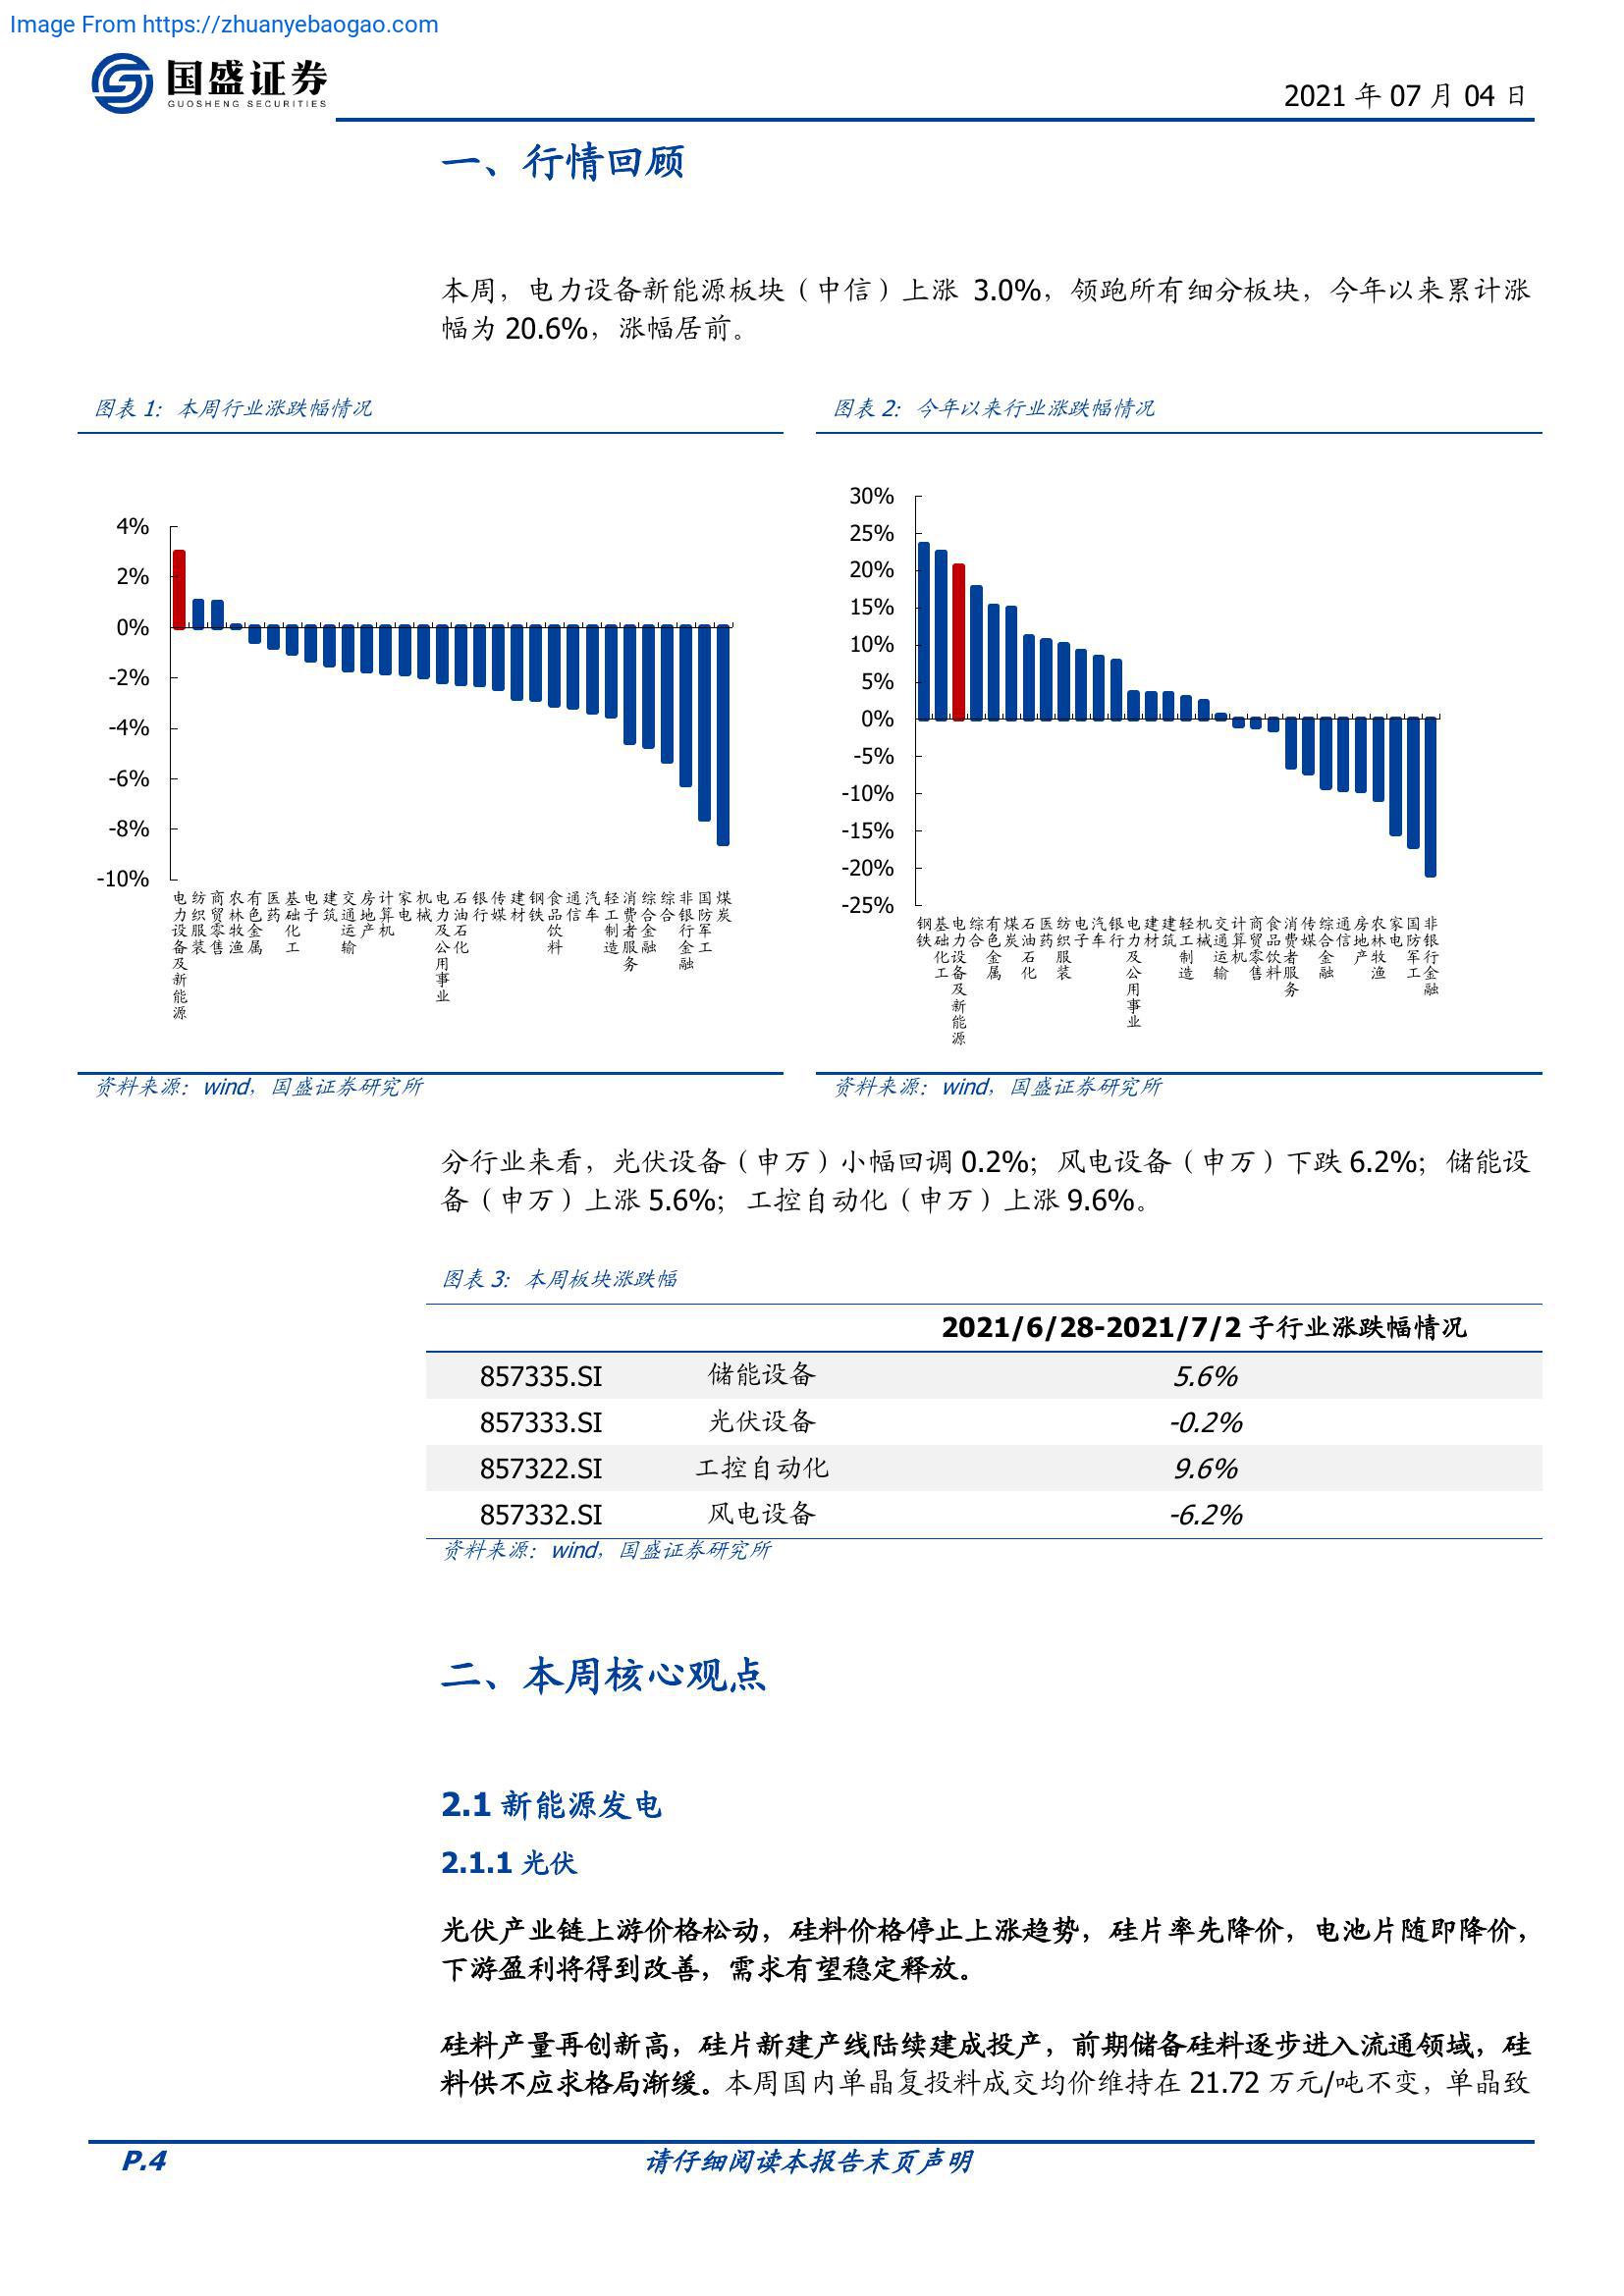 Image From https://zhuanyebaogao.com
国盛证券
GUOSHENG SECURITIES
2021 年 07 月 04 日
一、行情回顾
本周，电力设备新能源板块（中信）上涨 3.0%，领跑所有细分板块，今年以来累计涨
幅为 20.6%，涨幅居前。
图表 1：本周行业涨跌幅情况
4%
2%
0%
-2%
-4%
-6%
-8%
-10%
电力设备及新能源
纺织服装
商贸零售
农林牧渔
有色金属
医药
基础化工
电子
建筑
交通运输
房地产
计算机
家电
机械
电力及公用事业
石油石化
银行
传媒
建材
钢铁
食品饮料
通信
汽车
轻工制造
消费者服务
综合金融
综合
非银行金融
国防军工
煤炭
资料来源：wind，国盛证券研究所
图表 2：今年以来行业涨跌幅情况
30%
25%
20%
15%
10%
5%
0%
-5%
-10%
-15%
-20%
-25%
钢铁
基础化工
电力设备及新能源
综合
有色金属
煤炭
石油石化
医药
纺织服装
电子
汽车
银行
电力及公用事业
建材
建筑
轻工制造
机械
交通运输
计算机
商贸零售
食品饮料
消费者服务
传媒
综合金融
通信
房地产
农林牧渔
家电
国防军工
非银行金融
资料来源：wind，国盛证券研究所
分行业来看，光伏设备（申万）小幅回调 0.2%；风电设备（申万）下跌 6.2%；储能设
备（申万）上涨 5.6%；工控自动化（申万）上涨 9.6%。
图表 3：本周板块涨跌幅
2021/6/28-2021/7/2 子行业涨跌幅情况
857335.SI 储能设备 5.6%
857333.SI 光伏设备 -0.2%
857322.SI 工控自动化 9.6%
857332.SI 风电设备 -6.2%
资料来源：wind，国盛证券研究所
二、本周核心观点
2.1 新能源发电
2.1.1 光伏
光伏产业链上游价格松动，硅料价格停止上涨趋势，硅片率先降价，电池片随即降价，
下游盈利将得到改善，需求有望稳定释放。
硅料产量再创新高，硅片新建产线陆续建成投产，前期储备硅料逐步进入流通领域，硅
料供不应求格局渐缓。本周国内单晶复投料成交均价维持在 21.72 万元/吨不变，单晶致
P.4
请仔细阅读本报告末页声明